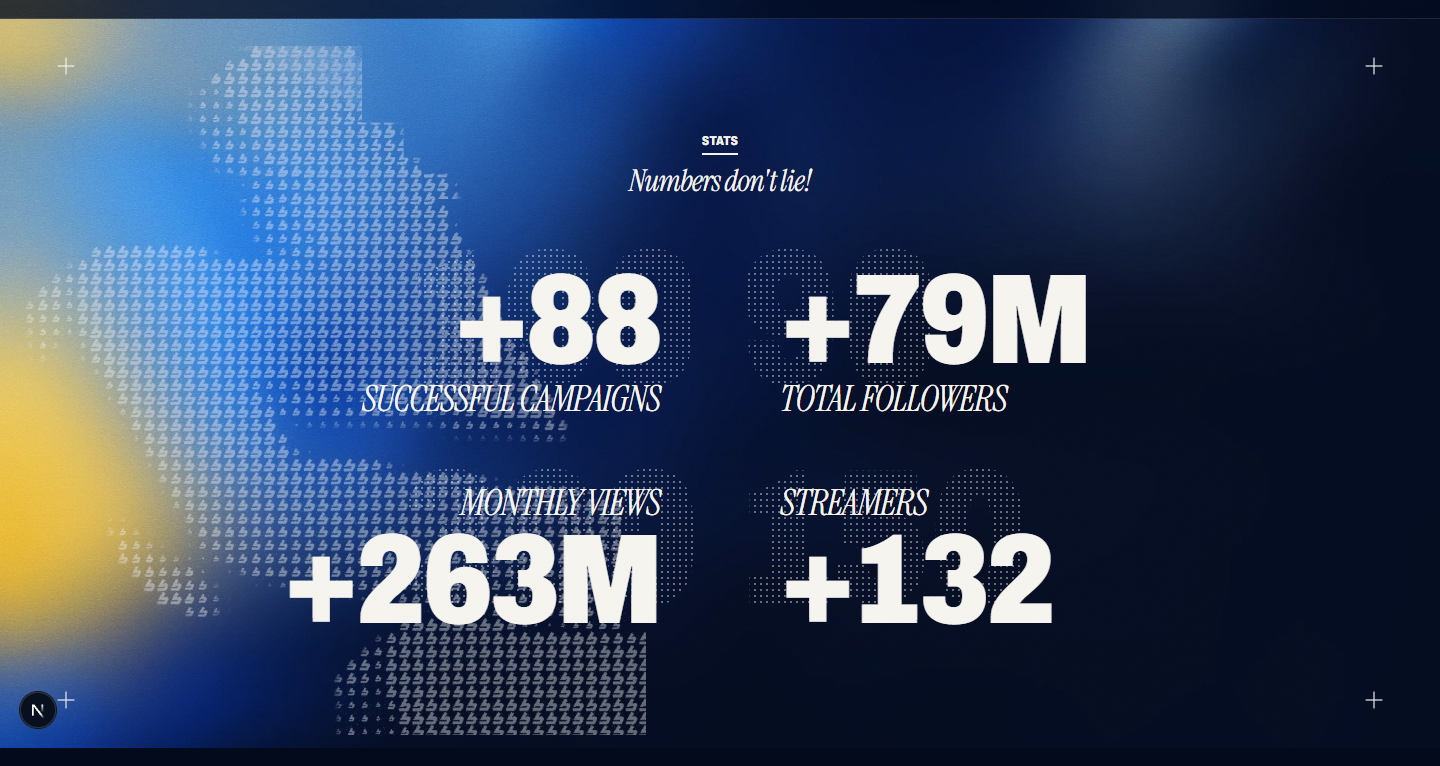 STATS
Numbers don't lie!
+88
SUCCESSFUL CAMPAIGNS
+79M
TOTAL FOLLOWERS
MONTHLY VIEWS
+263M
STREAMERS
+132
N